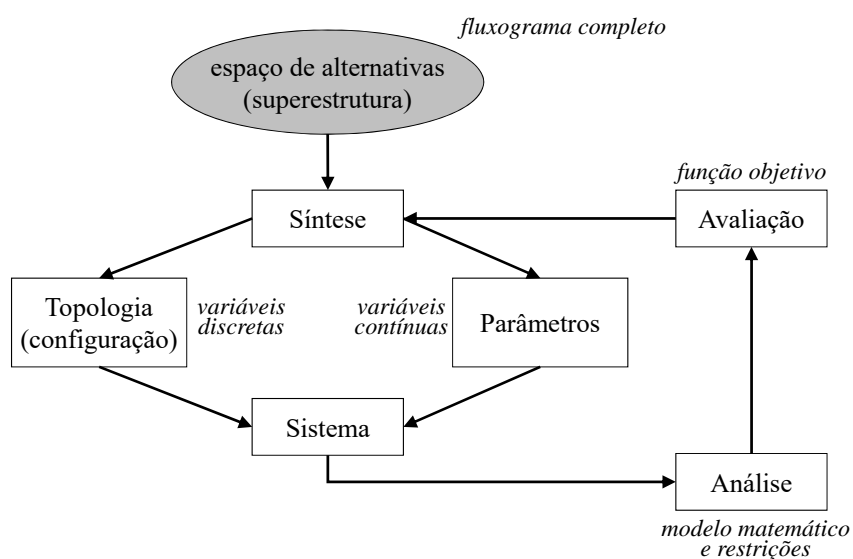 fluxograma completo
espaço de alternativas
(superestrutura)
função objetivo
Síntese
Avaliação
Topologia
(configuração)
variáveis
discretas
variáveis
contínuas
Parâmetros
Sistema
Análise
modelo matemático
e restrições